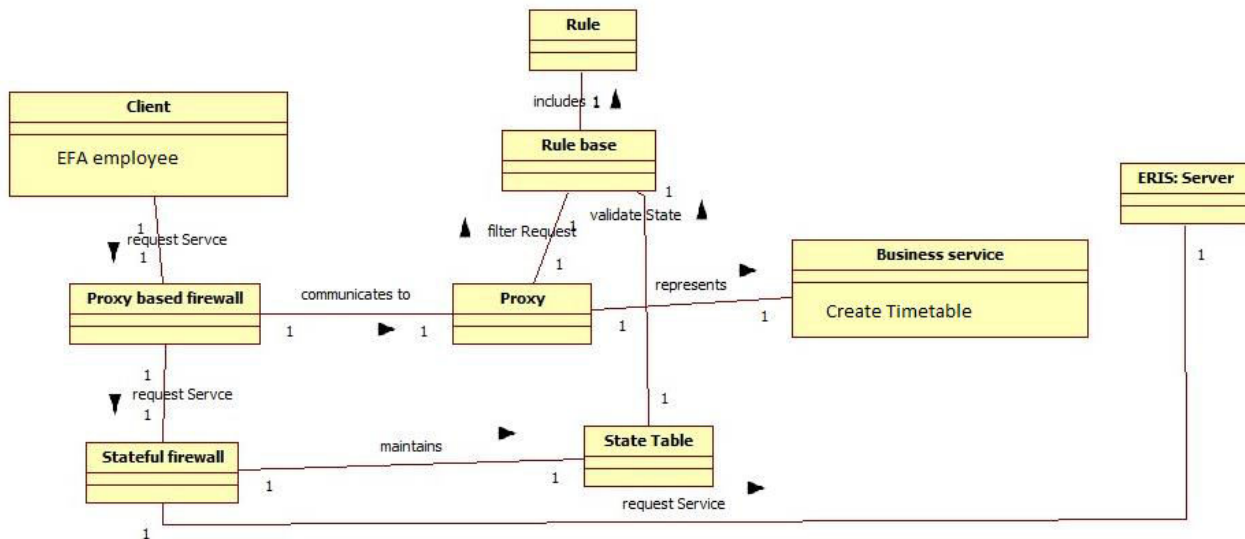 Rule
includes 1
Client
EFA employee
Rule base
1
ERIS: Server
1
validate State
1
request Servce
1
filter Request
1
1
1
Business service
Create Timetable
Proxy based firewall
communicates to
Proxy
represents
1
1
1
1
1
request Servce
1
1
Stateful firewall
maintains
State Table
1
1
request Service
1